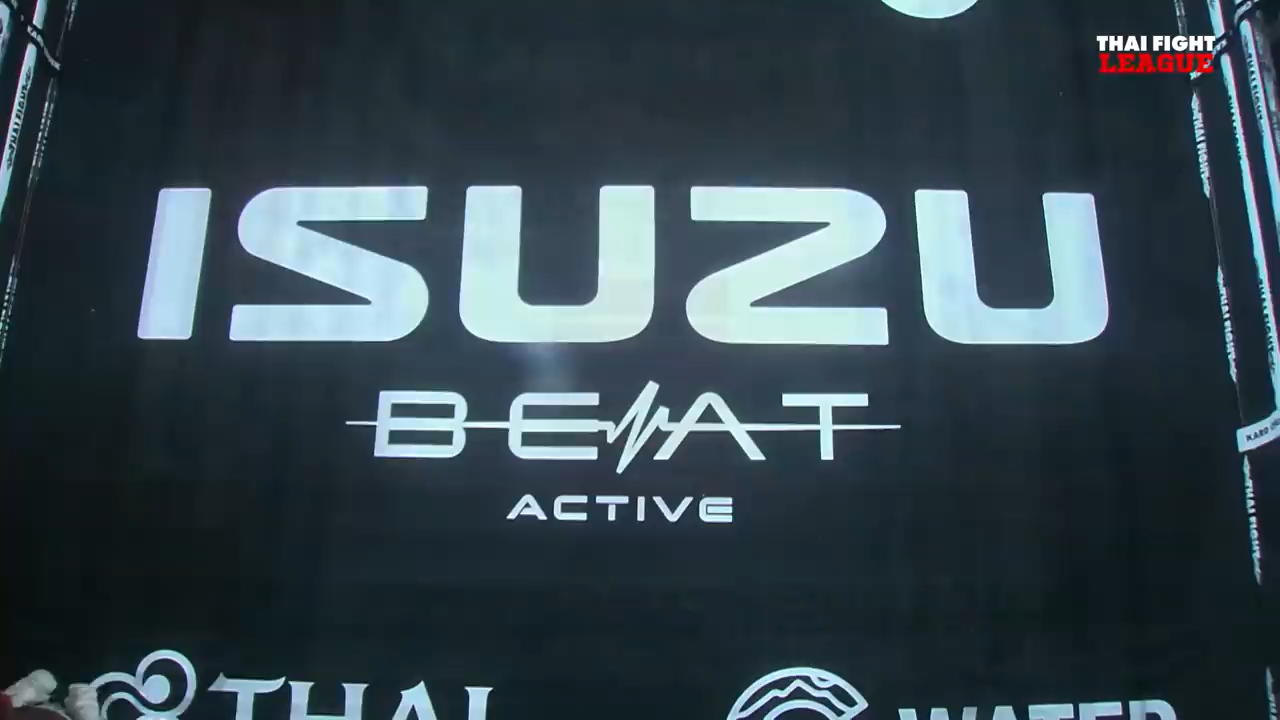 THAI FIGHT
LEAGUE
ISUZU
BEAT
ACTIVE
THAI
WATER